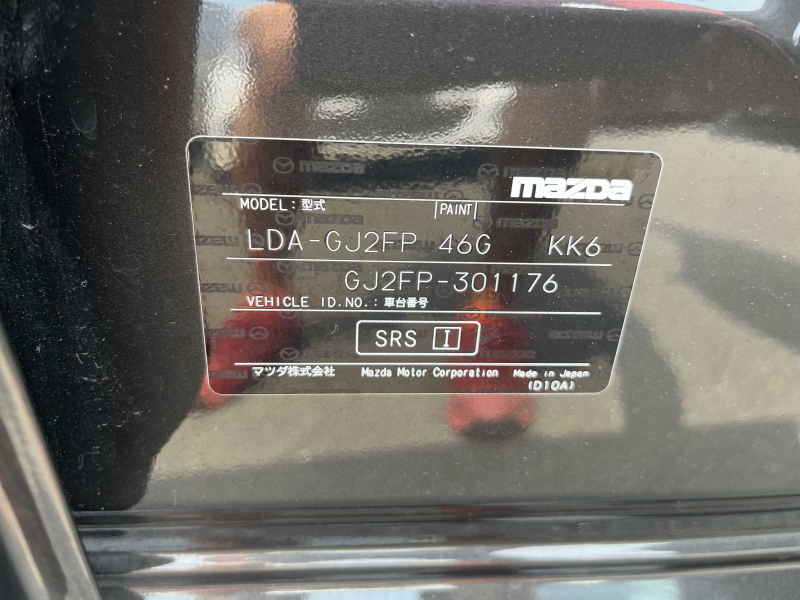 mazda
MODEL:型式 PAINT
LDA-GJ2FP 46G KK6
GJ2FP-301176
VEHICLE ID.NO.:車台番号
SRS I
マツダ株式会社 Mazda Motor Corporation Made in Japan
(D10A)